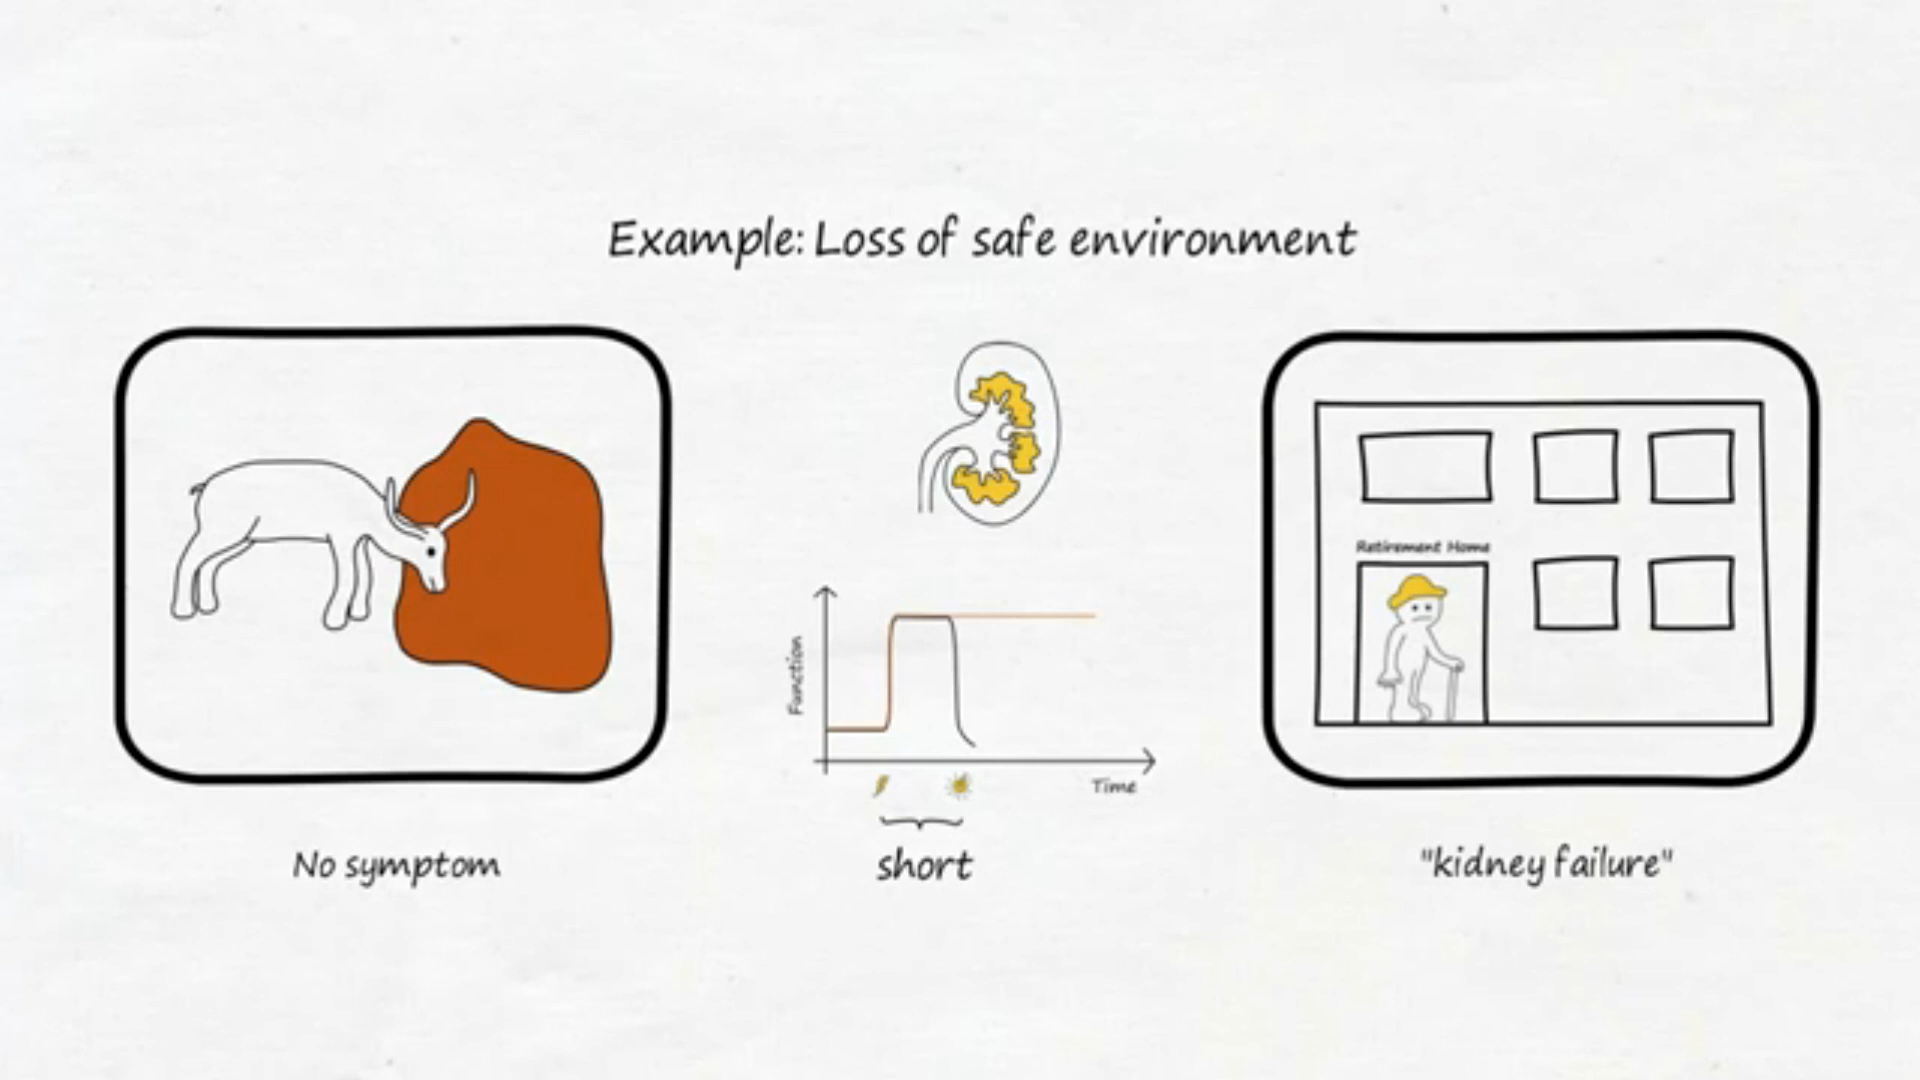 Example: Loss of safe environment
Retirement Home
Function
Time
No symptom
short
"kidney failure"